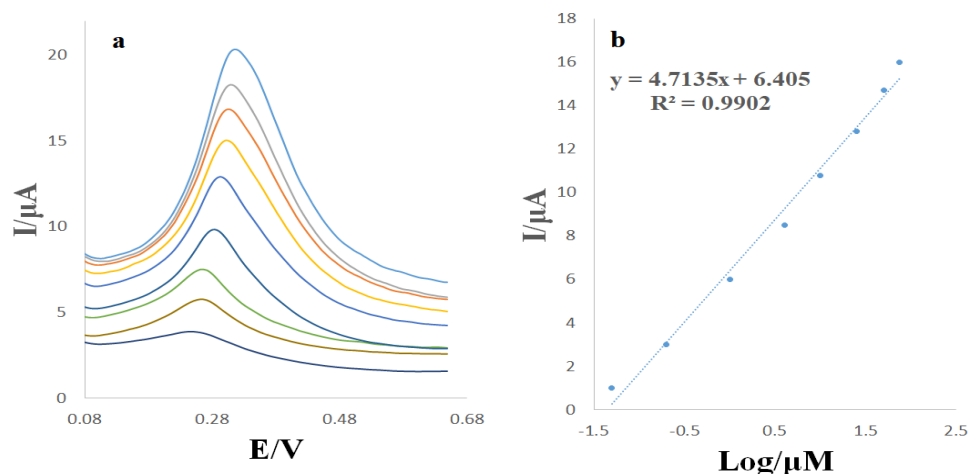 a
20
15
10
5
0
0.08 0.28 0.48 0.68
E/V
I/µA
b
y = 4.7135x + 6.405
R² = 0.9902
18
16
14
12
10
8
6
4
2
0
-1.5 -0.5 0.5 1.5 2.5
Log/µM
I/µA